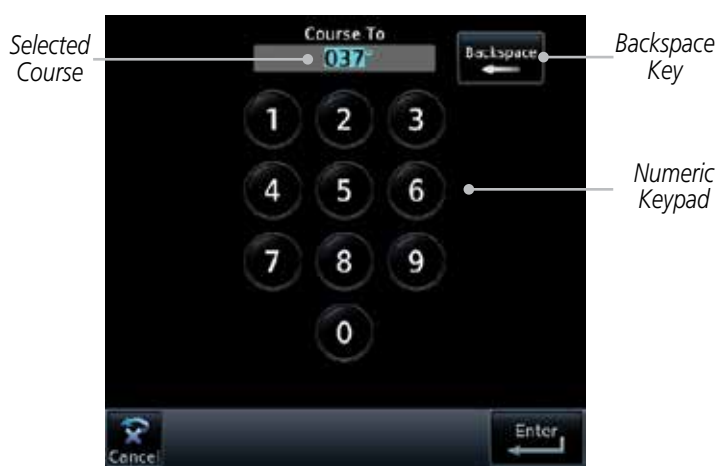 Selected
Course
Course To
037°
Backspace
Backspace
Key
1 2 3
4 5 6
Numeric
Keypad
7 8 9
0
Cancel
Enter